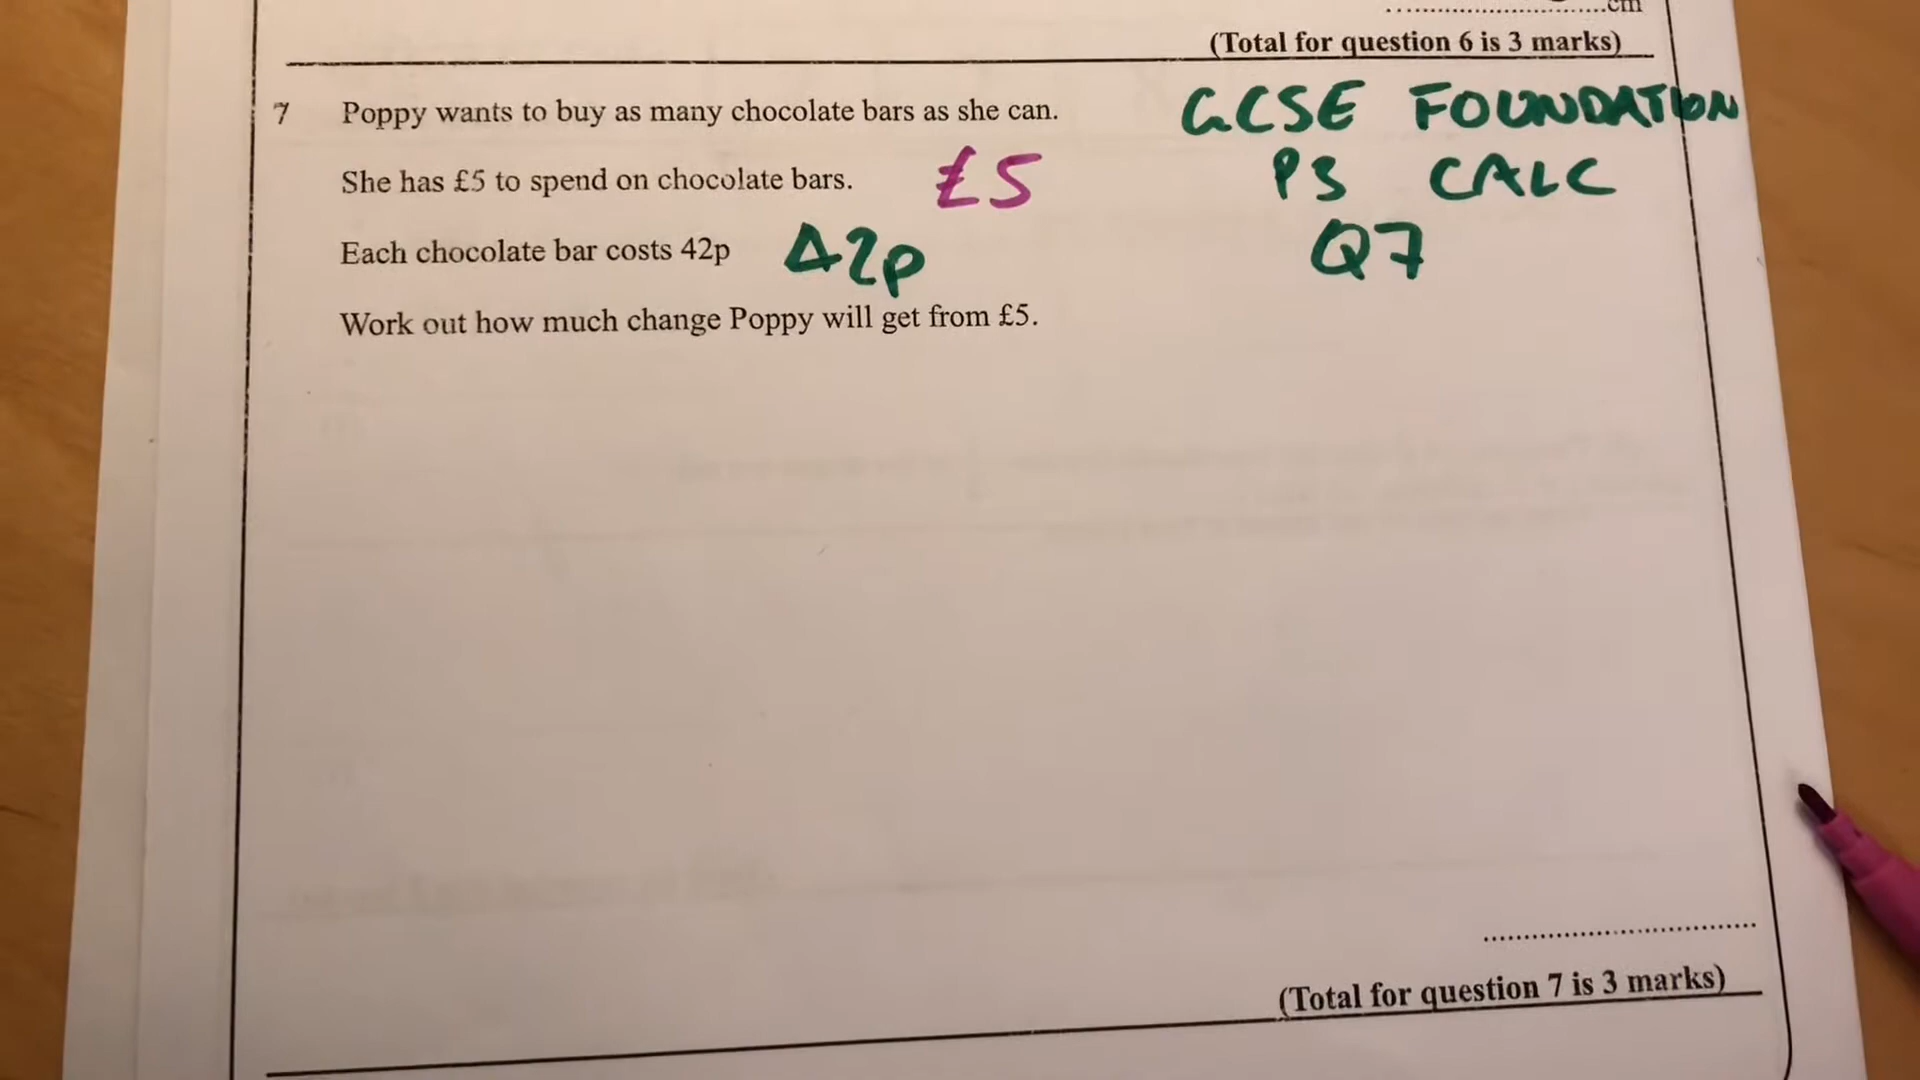 cm
(Total for question 6 is 3 marks)
7 Poppy wants to buy as many chocolate bars as she can.
GCSE FOUNDATION
She has £5 to spend on chocolate bars. £5
P3 CALC
Each chocolate bar costs 42p 42p
Q7
Work out how much change Poppy will get from £5.
(Total for question 7 is 3 marks)